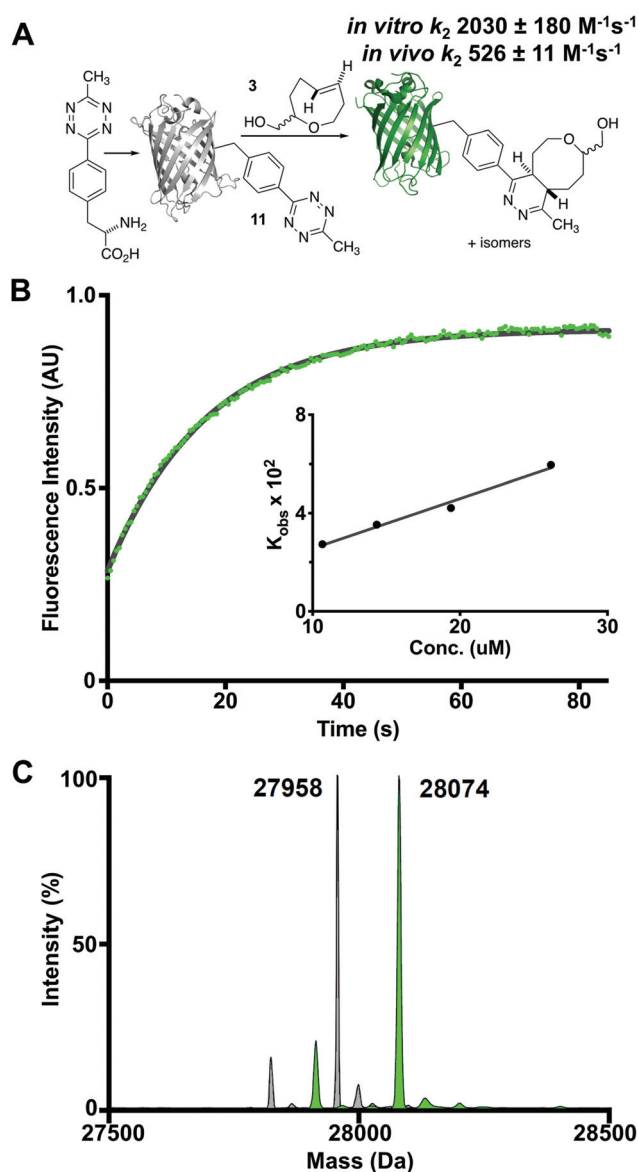 A
in vitro k2 2030 ± 180 M-1s-1
in vivo k2 526 ± 11 M-1s-1
CH3
N N
N N
NH2
CO2H
3
H
H
HO
O
11
N N
N N
CH3
OH
O
H
H
N
N
CH3
+ isomers
B
Fluorescence Intensity (AU)
1.0
0.5
0
0 20 40 60 80
Time (s)
Kobs x 102
8
4
0
10 20 30
Conc. (uM)
C
Intensity (%)
100
50
0
27958 28074
27500 28000 28500
Mass (Da)